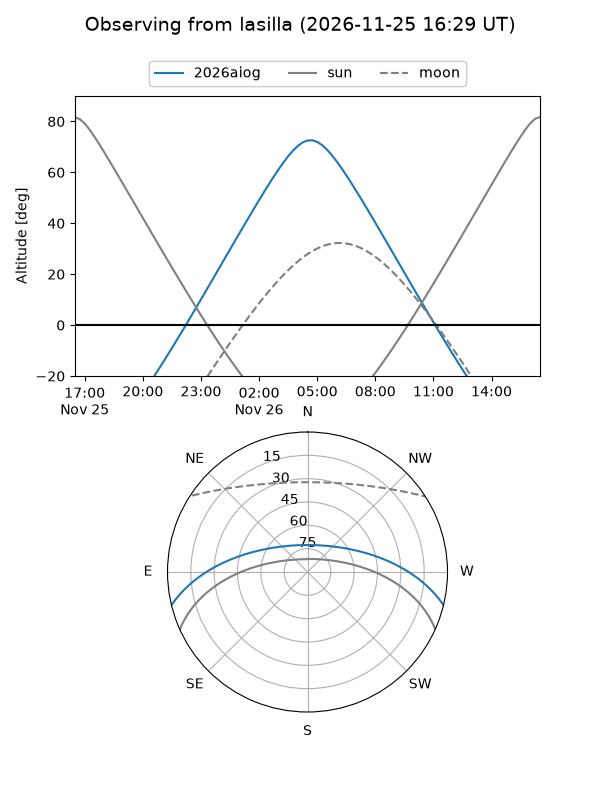 Observing from lasilla (2026-11-25 16:29 UT)
2026aiog sun moon
Altitude [deg]
80
60
40
20
0
−20
17:00 20:00 23:00 02:00 05:00 08:00 11:00 14:00
Nov 25 Nov 26
N
NE NW
15
30
45
60
75
E W
SE SW
S